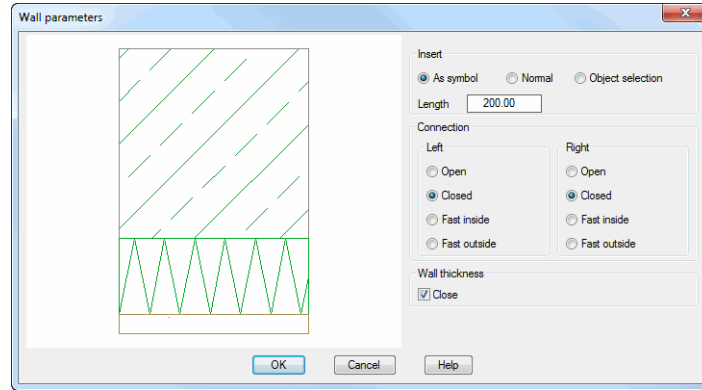 Wall parameters
Insert
As symbol Normal Object selection
Length 200.00
Connection
Left Right
Open Open
Closed Closed
Fast inside Fast inside
Fast outside Fast outside
Wall thickness
Close
OK Cancel Help